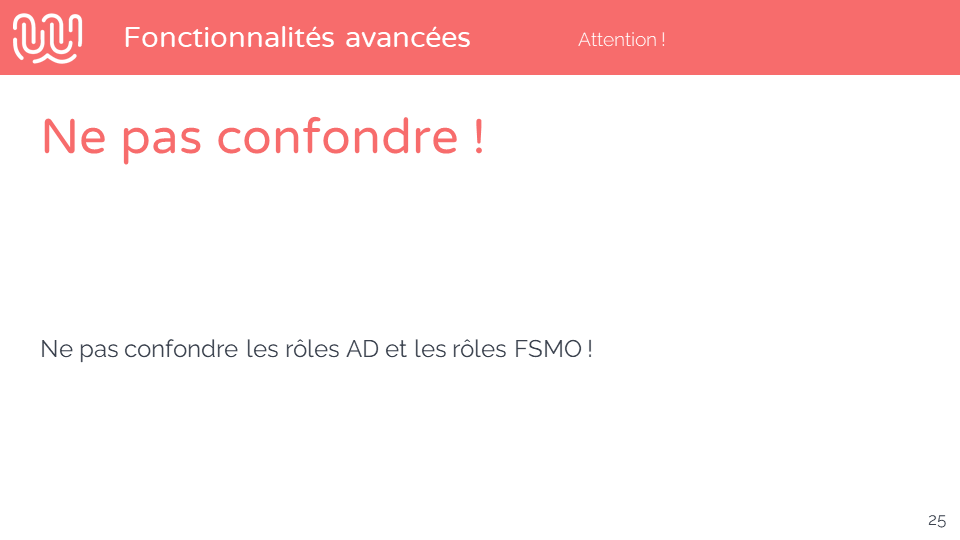 Fonctionnalités avancées
Attention !
Ne pas confondre !
Ne pas confondre les rôles AD et les rôles FSMO !
25